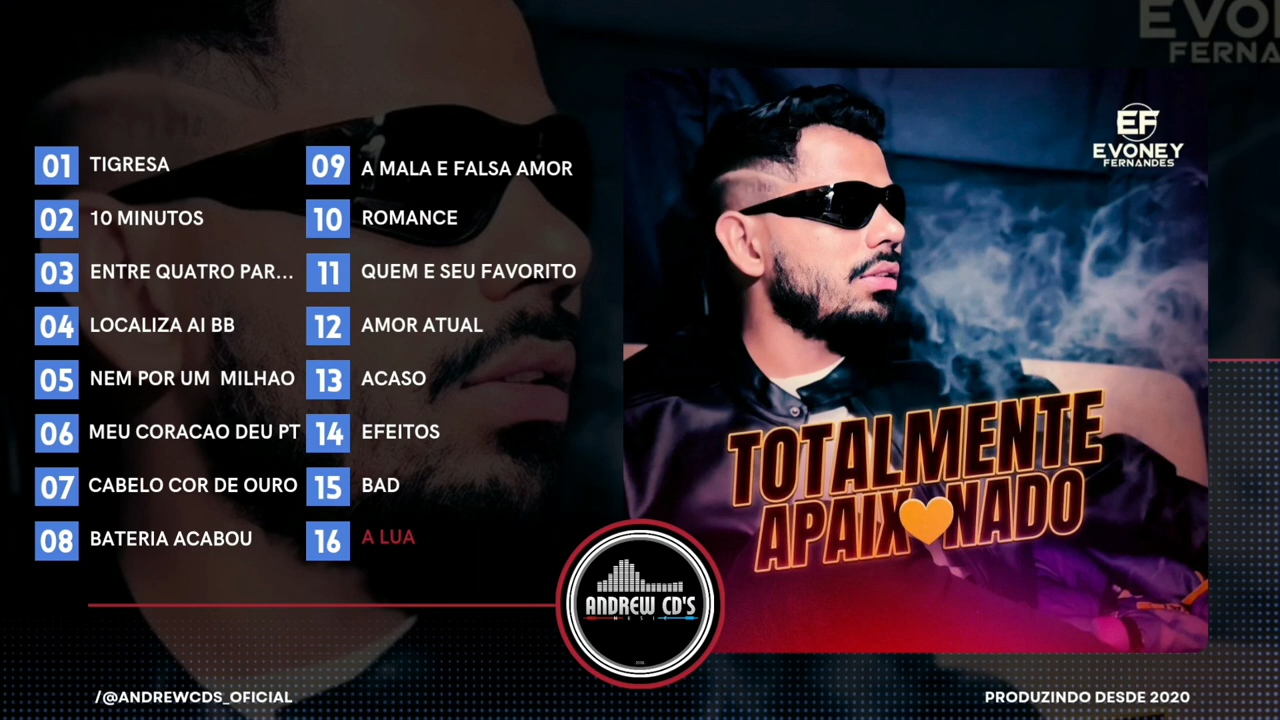 EVO
FERNA
01 TIGRESA
02 10 MINUTOS
03 ENTRE QUATRO PAR...
04 LOCALIZA AI BB
05 NEM POR UM MILHAO
06 MEU CORACAO DEU PT
07 CABELO COR DE OURO
08 BATERIA ACABOU
09 A MALA E FALSA AMOR
10 ROMANCE
11 QUEM E SEU FAVORITO
12 AMOR ATUAL
13 ACASO
14 EFEITOS
15 BAD
16 A LUA
EF
EVONEY
FERNANDES
TOTALMENTE
APAIX🧡NADO
ANDREW CD'S
MUSIC
/@ANDREWCDS_OFICIAL
PRODUZINDO DESDE 2020